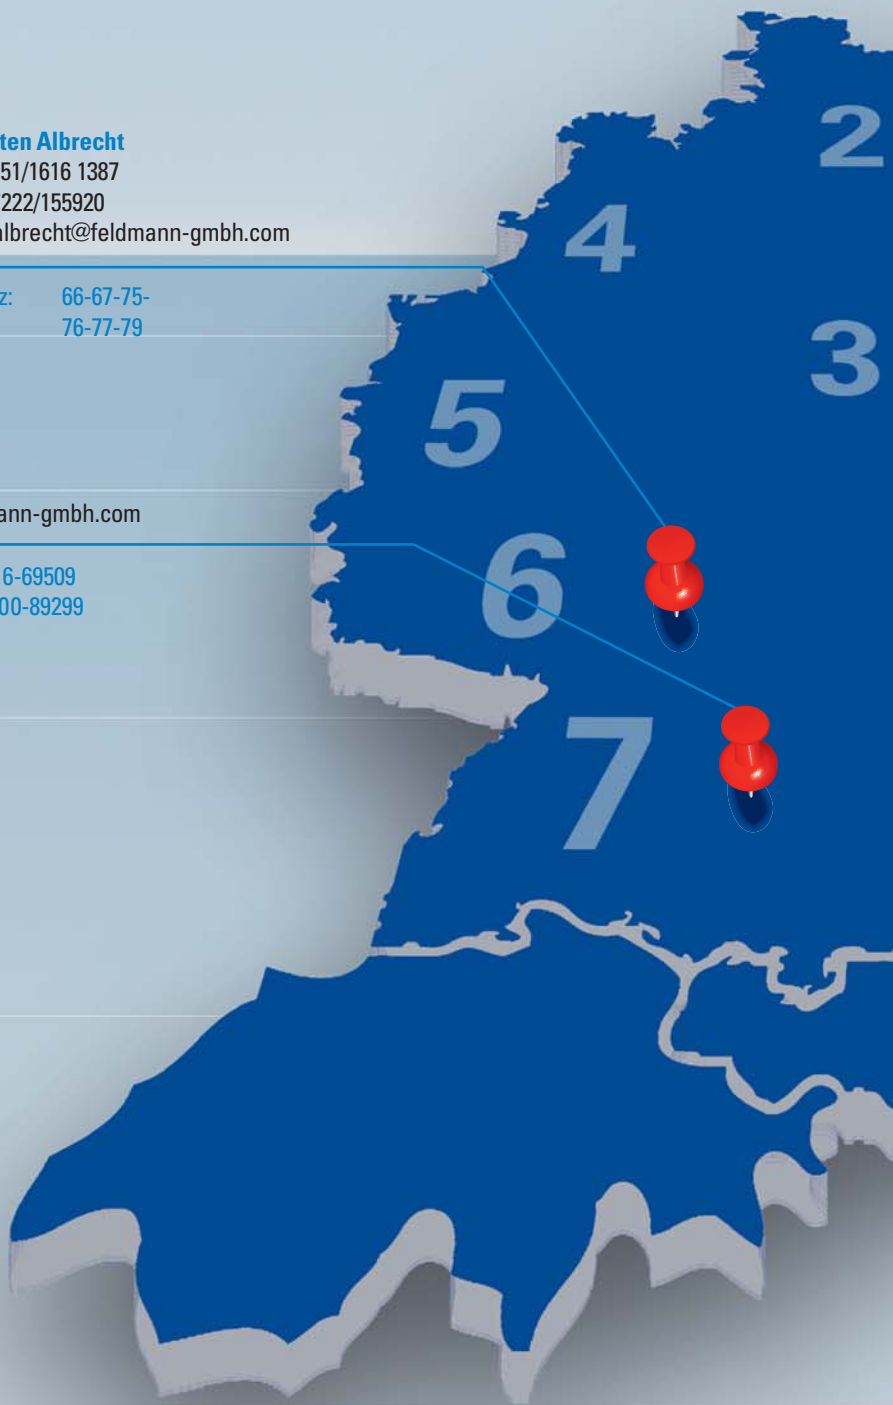 ten Albrecht
51/1616 1387
222/155920
albrecht@feldmann-gmbh.com
z: 66-67-75-
76-77-79
ann-gmbh.com
6-69509
00-89299
2
4
3
5
6
7